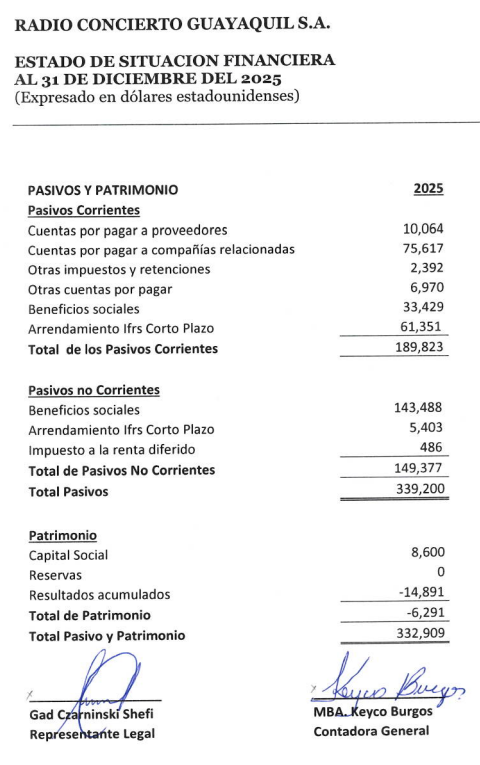 RADIO CONCIERTO GUAYAQUIL S.A.
ESTADO DE SITUACION FINANCIERA
AL 31 DE DICIEMBRE DEL 2025
(Expresado en dólares estadounidenses)
PASIVOS Y PATRIMONIO 2025
Pasivos Corrientes
Cuentas por pagar a proveedores 10,064
Cuentas por pagar a compañías relacionadas 75,617
Otras impuestos y retenciones 2,392
Otras cuentas por pagar 6,970
Beneficios sociales 33,429
Arrendamiento Ifrs Corto Plazo 61,351
Total de los Pasivos Corrientes 189,823
Pasivos no Corrientes
Beneficios sociales 143,488
Arrendamiento Ifrs Corto Plazo 5,403
Impuesto a la renta diferido 486
Total de Pasivos No Corrientes 149,377
Total Pasivos 339,200
Patrimonio
Capital Social 8,600
Reservas 0
Resultados acumulados -14,891
Total de Patrimonio -6,291
Total Pasivo y Patrimonio 332,909
x x Keyco Burgos
Gad Czarninski Shefi MBA. Keyco Burgos
Representante Legal Contadora General